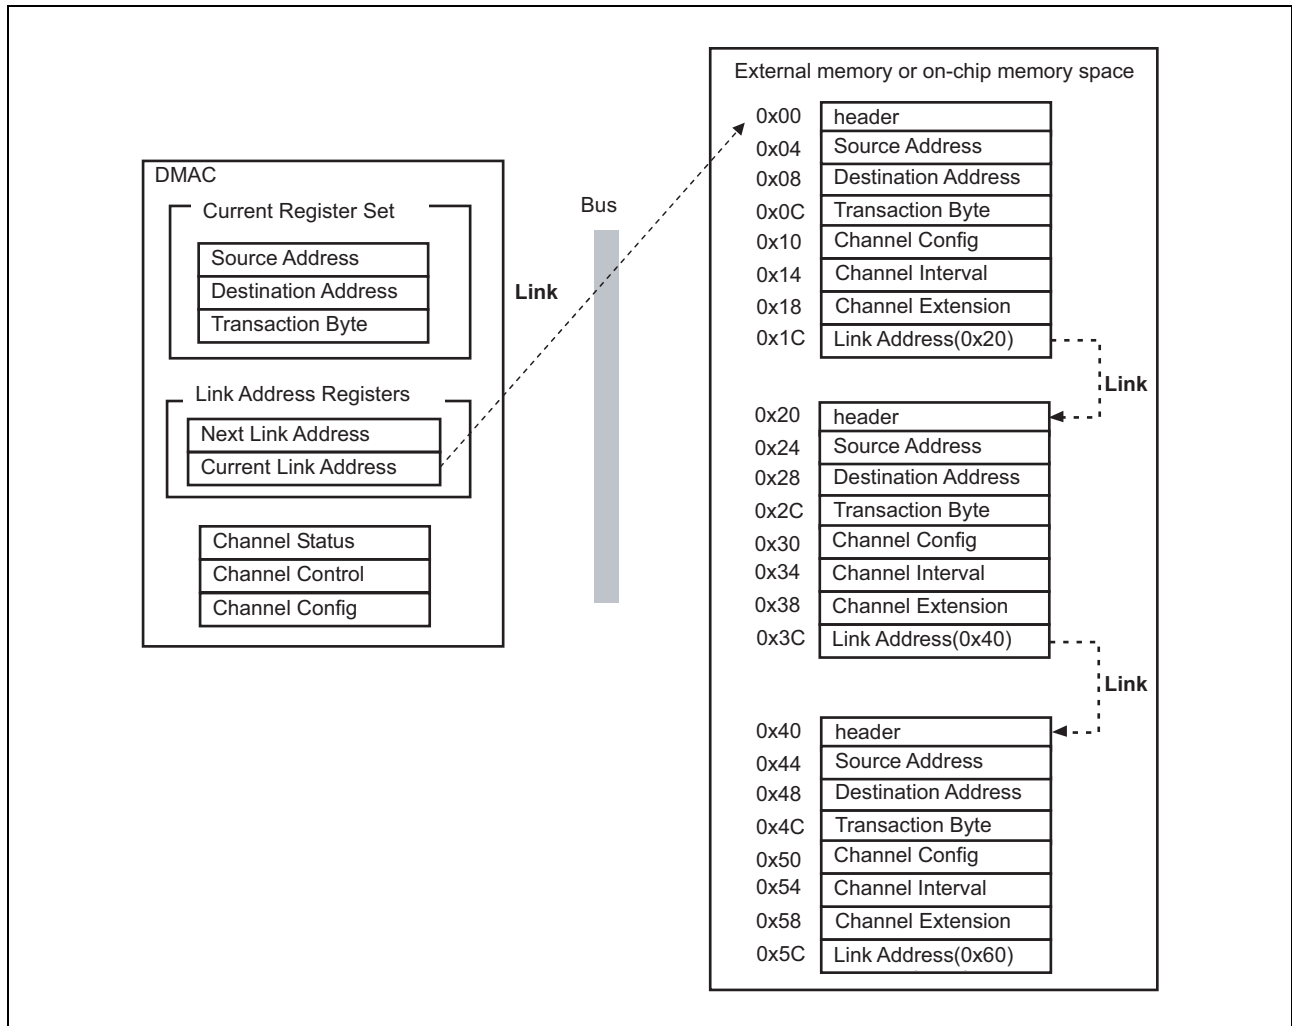 DMAC
Current Register Set
Source Address
Destination Address
Transaction Byte
Link Address Registers
Next Link Address
Current Link Address
Channel Status
Channel Control
Channel Config
Link
Bus
External memory or on-chip memory space
0x00 header
0x04 Source Address
0x08 Destination Address
0x0C Transaction Byte
0x10 Channel Config
0x14 Channel Interval
0x18 Channel Extension
0x1C Link Address(0x20)
Link
0x20 header
0x24 Source Address
0x28 Destination Address
0x2C Transaction Byte
0x30 Channel Config
0x34 Channel Interval
0x38 Channel Extension
0x3C Link Address(0x40)
Link
0x40 header
0x44 Source Address
0x48 Destination Address
0x4C Transaction Byte
0x50 Channel Config
0x54 Channel Interval
0x58 Channel Extension
0x5C Link Address(0x60)